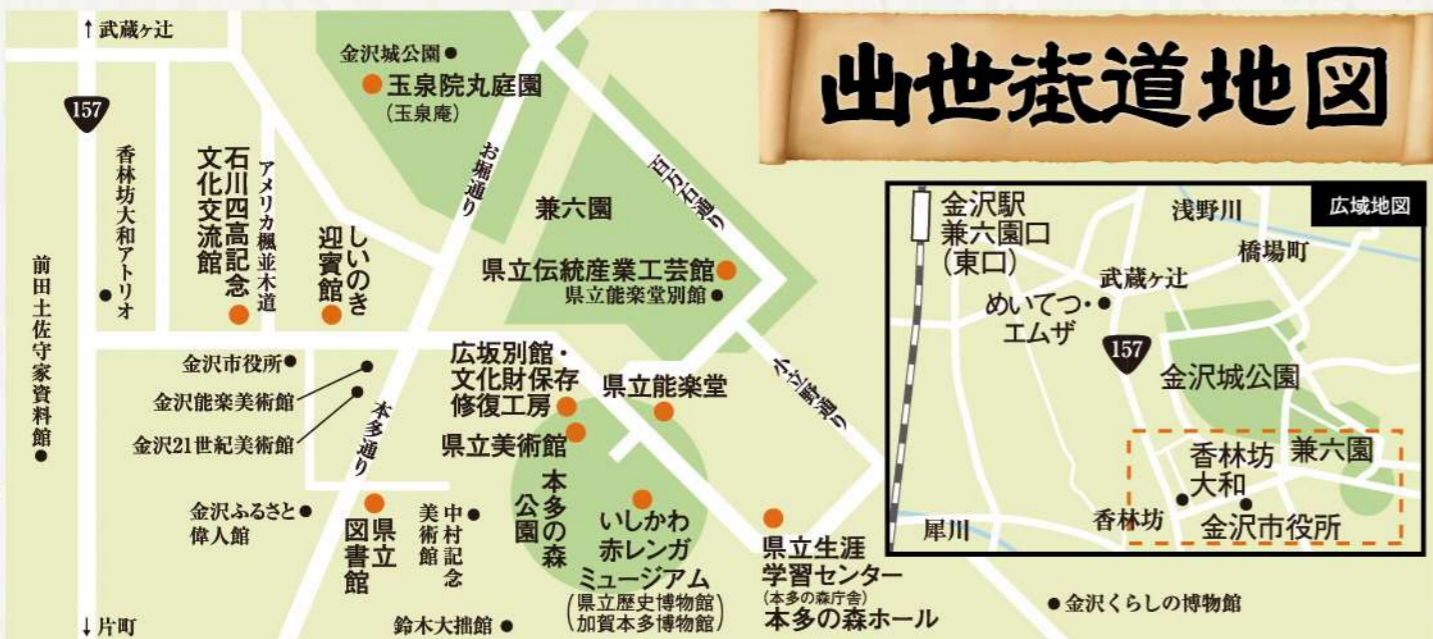 出世街道地図
↑武蔵ヶ辻
157
金沢城公園
玉泉院丸庭園
(玉泉庵)
お堀通り
百万石通り
兼六園
香林坊大和アトリオ
石川四高記念
文化交流館
アメリカ楓並木道
しいのき
迎賓館
県立伝統産業工芸館
県立能楽堂別館
前田土佐守家資料館
金沢市役所
金沢能楽美術館
金沢21世紀美術館
本多通り
広坂別館・
文化財保存
修復工房
県立能楽堂
小立野通り
県立美術館
金沢ふるさと
偉人館
県立
図書館
中村記念
美術館
本多の森
公園
いしかわ
赤レンガ
ミュージアム
(県立歴史博物館
加賀本多博物館)
県立生涯
学習センター
(本多の森庁舎)
本多の森ホール
↓片町
鈴木大拙館
金沢くらしの博物館
広域地図
金沢駅
兼六園口
(東口)
浅野川
橋場町
武蔵ヶ辻
めいてつ・
エムザ
157
金沢城公園
香林坊
大和
兼六園
香林坊
金沢市役所
犀川